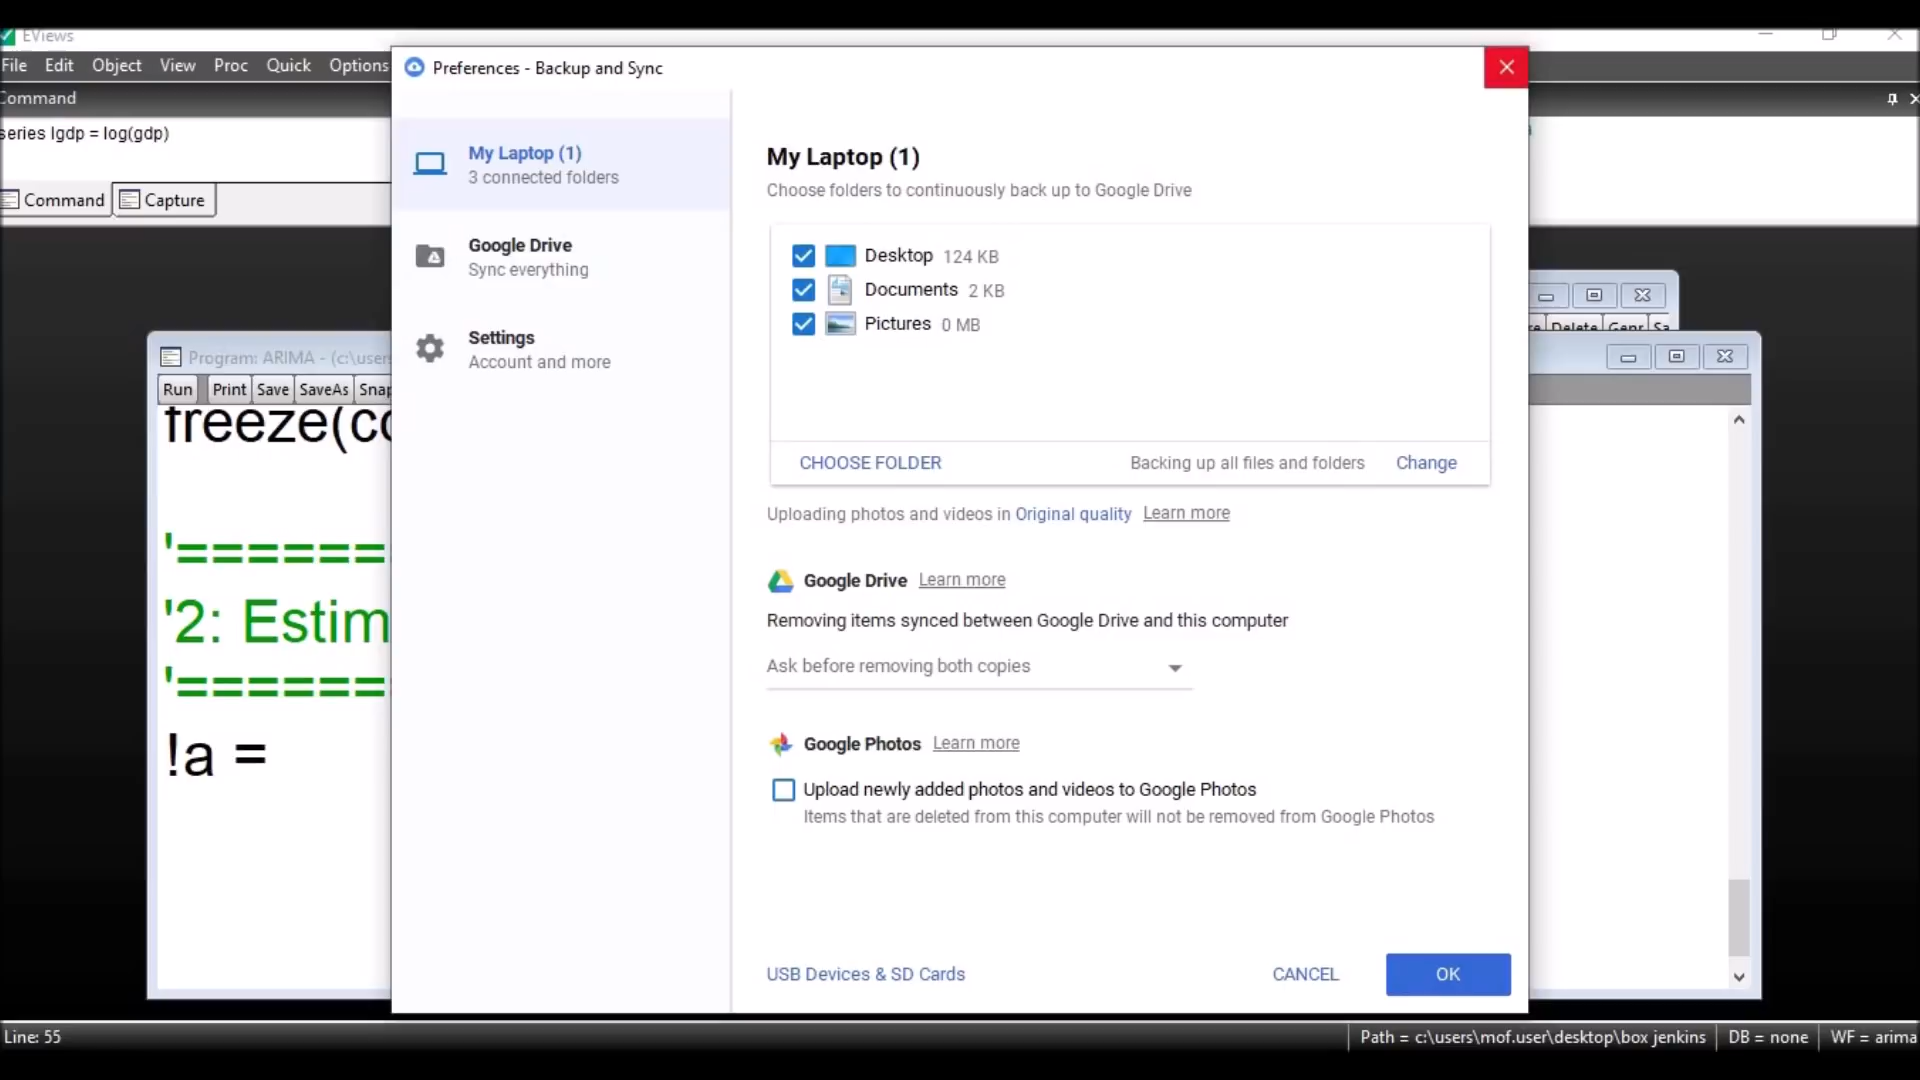 EViews
File Edit Object View Proc Quick Options
Command
series lgdp = log(gdp)
Command Capture
Preferences - Backup and Sync
My Laptop (1)
3 connected folders
Google Drive
Sync everything
Settings
Account and more
My Laptop (1)
Choose folders to continuously back up to Google Drive
Desktop 124 KB
Documents 2 KB
Pictures 0 MB
CHOOSE FOLDER Backing up all files and folders Change
Uploading photos and videos in Original quality Learn more
Google Drive Learn more
Removing items synced between Google Drive and this computer
Ask before removing both copies
Google Photos Learn more
Upload newly added photos and videos to Google Photos
Items that are deleted from this computer will not be removed from Google Photos
USB Devices & SD Cards CANCEL OK
Delete Genr
Program: ARIMA - (c:\users
Run Print Save SaveAs Snap
freeze(co
'======
'2: Estim
'======
!a =
Line: 55
Path = c:\users\mof.user\desktop\box jenkins DB = none WF = arima